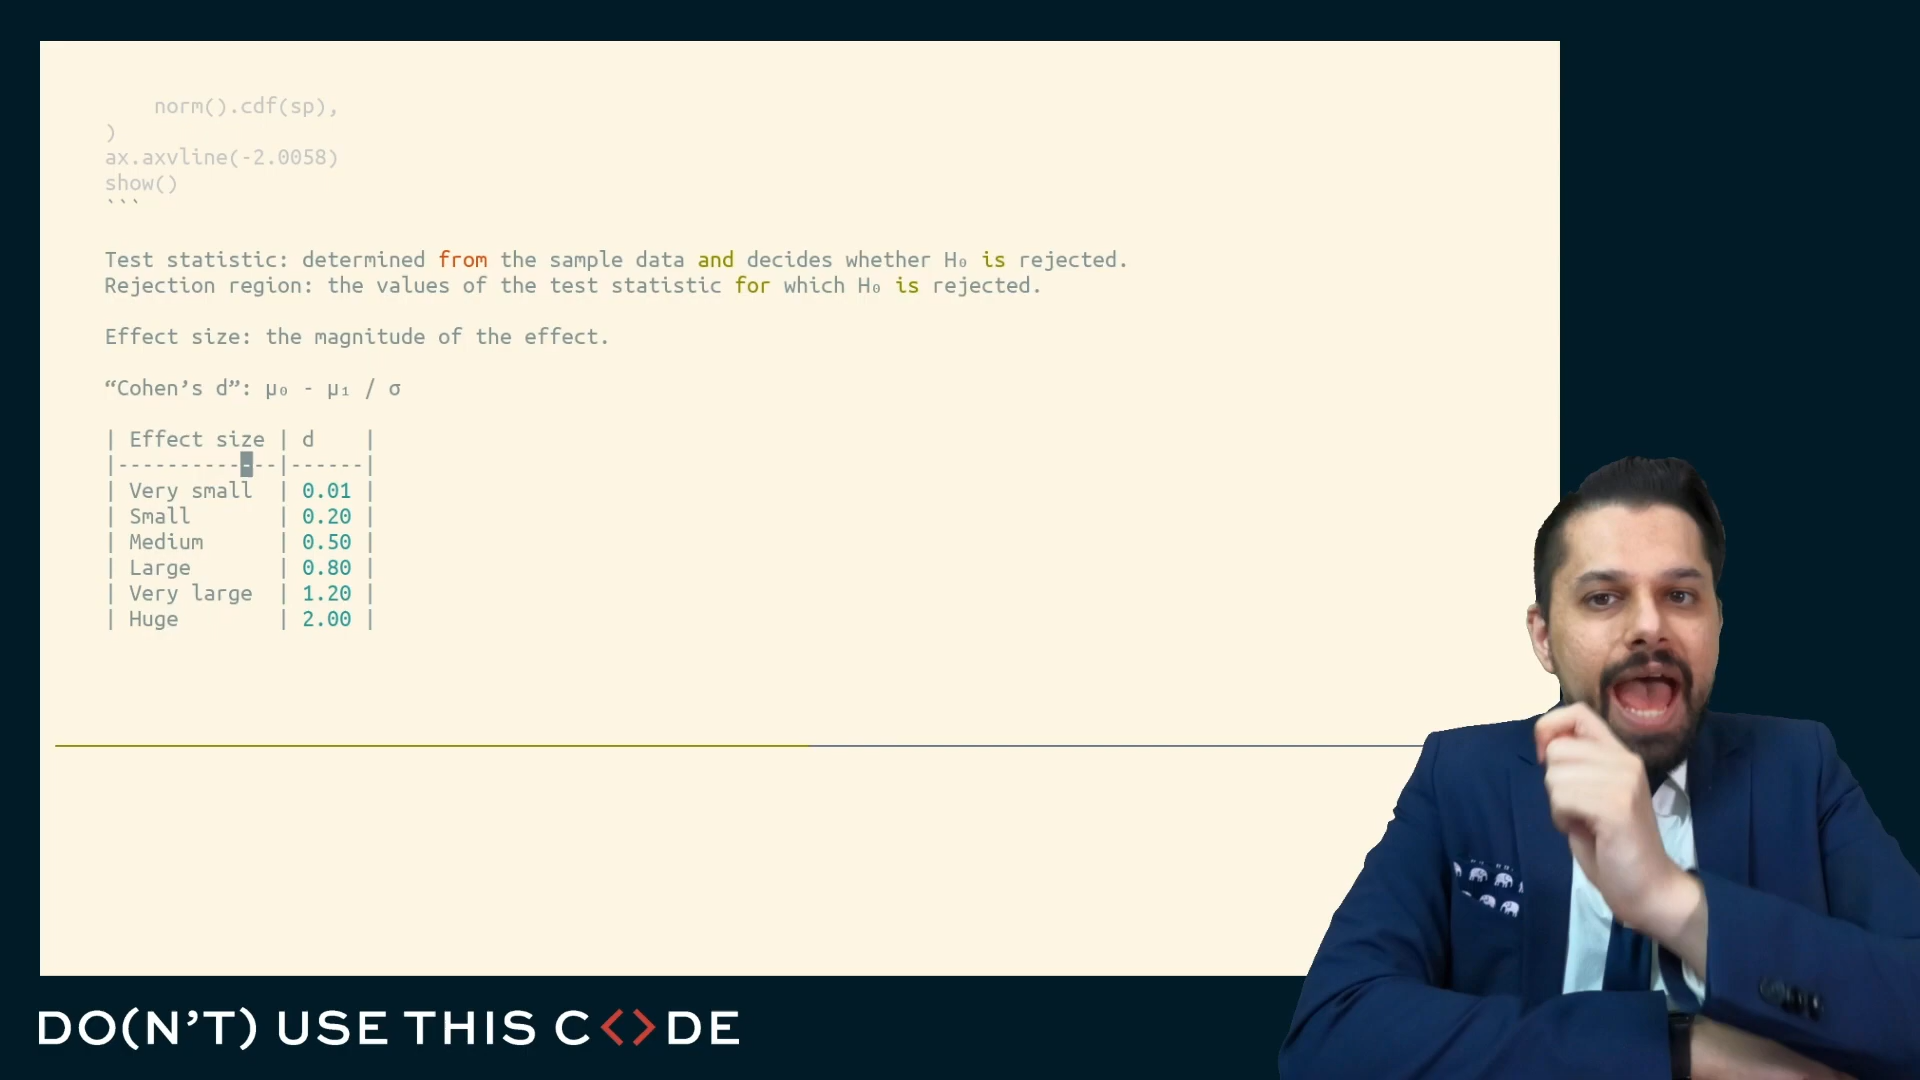 norm().cdf(sp),
)
ax.axvline(-2.0058)
show()
```
Test statistic: determined from the sample data and decides whether H₀ is rejected.
Rejection region: the values of the test statistic for which H₀ is rejected.
Effect size: the magnitude of the effect.
“Cohen’s d”: μ₀ - μ₁ / σ
| Effect size | d    |
|-------------|------|
| Very small  | 0.01 |
| Small       | 0.20 |
| Medium      | 0.50 |
| Large       | 0.80 |
| Very large  | 1.20 |
| Huge        | 2.00 |
DO(N’T) USE THIS C<>DE